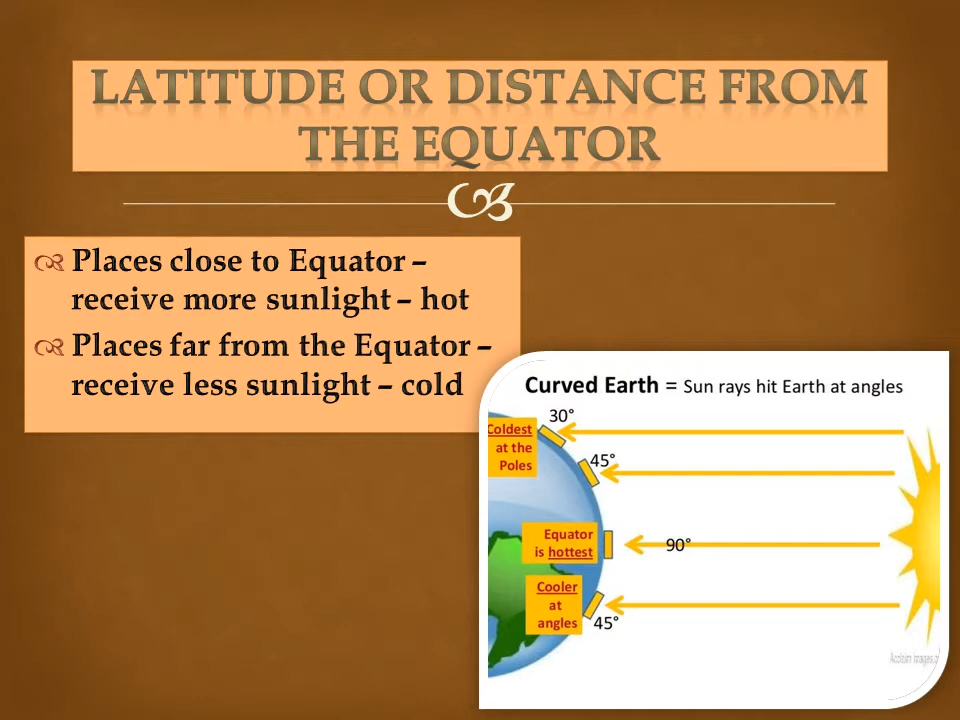 LATITUDE OR DISTANCE FROM
THE EQUATOR
Places close to Equator –
receive more sunlight – hot
Places far from the Equator –
receive less sunlight – cold
Curved Earth = Sun rays hit Earth at angles
30°
Coldest
at the
Poles
45°
Equator
is hottest
90°
Cooler
at
angles
45°
Acclaim images.c